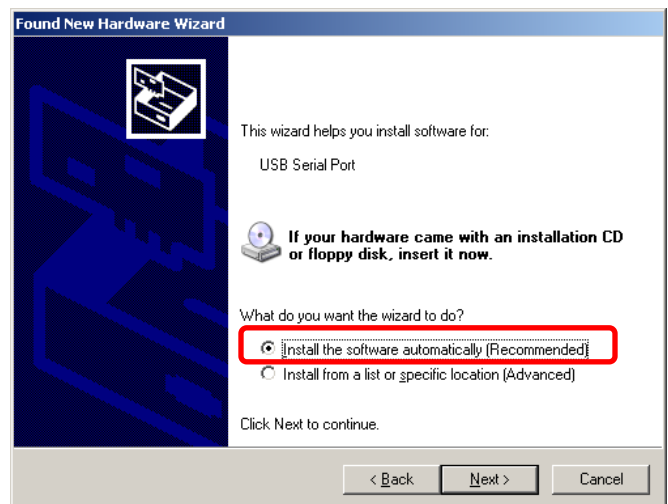 Found New Hardware Wizard
This wizard helps you install software for:
USB Serial Port
If your hardware came with an installation CD
or floppy disk, insert it now.
What do you want the wizard to do?
Install the software automatically (Recommended)
Install from a list or specific location (Advanced)
Click Next to continue.
< Back
Next >
Cancel